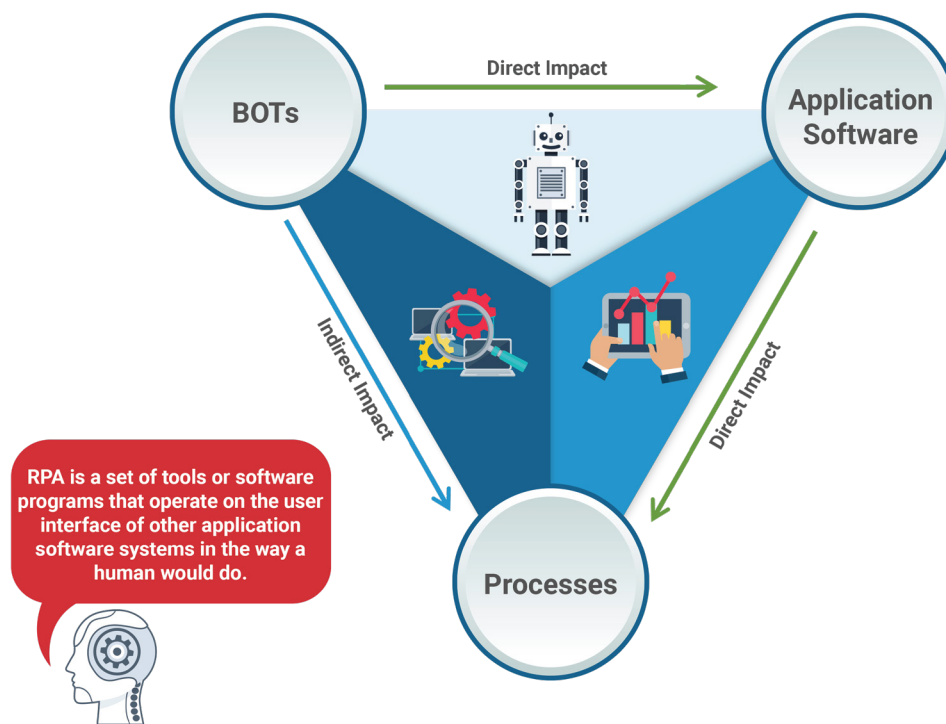 Direct Impact
BOTs
Application
Software
Indirect Impact
Direct Impact
RPA is a set of tools or software
programs that operate on the user
interface of other application
software systems in the way a
human would do.
Processes